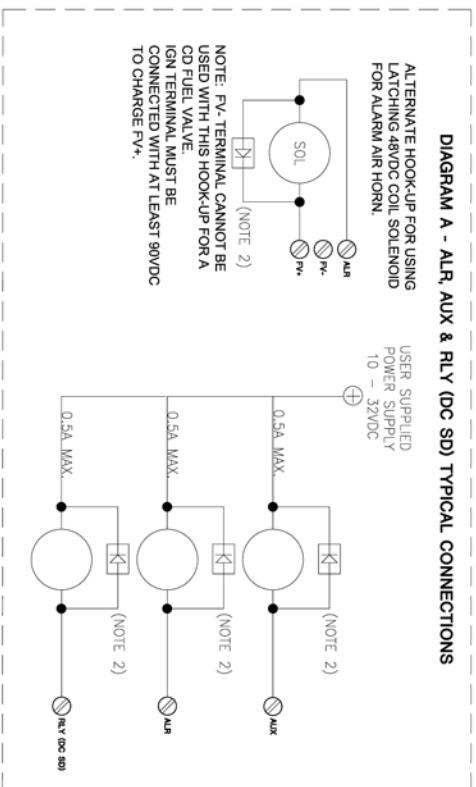 DIAGRAM A - ALR, AUX & RLY (DC SD) TYPICAL CONNECTIONS
ALTERNATE HOOK-UP FOR USING
LATCHING 48VDC COIL SOLENOID
FOR ALARM AIR HORN.
ALR
FV-
FV+
SOL
(NOTE 2)
NOTE: FV- TERMINAL CANNOT BE
USED WITH THIS HOOK-UP FOR A
CD FUEL VALVE.
IGN TERMINAL MUST BE
CONNECTED WITH AT LEAST 90VDC
TO CHARGE FV+.
USER SUPPLIED
POWER SUPPLY
10 - 32VDC
0.5A MAX.
(NOTE 2)
AUX
0.5A MAX.
(NOTE 2)
ALR
0.5A MAX.
(NOTE 2)
RLY (DC SD)